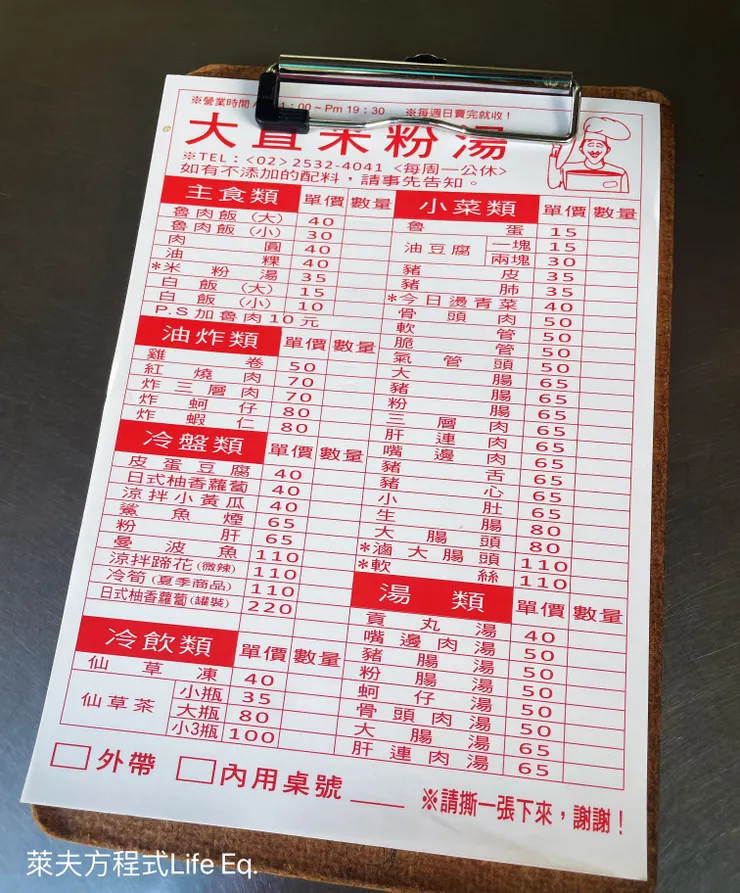 ※營業時間 1:00~Pm 19:30 ※每週日賣完就收!
大直米粉湯
※TEL:<02>2532-4041 <每周一公休>
如有不添加的配料,請事先告知。
主食類 單價 數量
魯肉飯(大) 40
魯肉飯(小) 30
肉圓 40
油粿 40
*米粉湯 35
白飯(大) 15
白飯(小) 10
P.S加魯肉10元
油炸類 單價 數量
雞卷 50
紅燒肉 70
炸三層肉 70
炸蚵仔 80
炸蝦仁 80
冷盤類 單價 數量
皮蛋豆腐 40
日式柚香蘿蔔 40
涼拌小黃瓜 40
鯊魚煙 65
粉肝 65
曼波魚 110
涼拌蹄花(微辣) 110
冷筍(夏季商品) 110
日式柚香蘿蔔(罐裝) 220
冷飲類 單價 數量
仙草凍 40
仙草茶 小瓶 35
大瓶 80
小3瓶 100
小菜類 單價 數量
魯蛋 15
油豆腐 一塊 15
兩塊 30
豬皮 35
豬肺 35
*今日燙青菜 40
骨頭肉 50
軟管 50
脆管 50
氣管頭 50
大腸 65
豬腸 65
粉腸 65
三層肉 65
肝連肉 65
嘴邊肉 65
豬舌 65
豬心 65
小肚 65
生腸 80
大腸頭 80
*滷大腸頭 110
*軟絲 110
湯類 單價 數量
貢丸湯 40
嘴邊肉湯 50
豬腸湯 50
粉腸湯 50
蚵仔湯 50
骨頭肉湯 50
大腸湯 65
肝連肉湯 65
□外帶 □內用桌號____ ※請撕一張下來,謝謝!
萊夫方程式Life Eq.